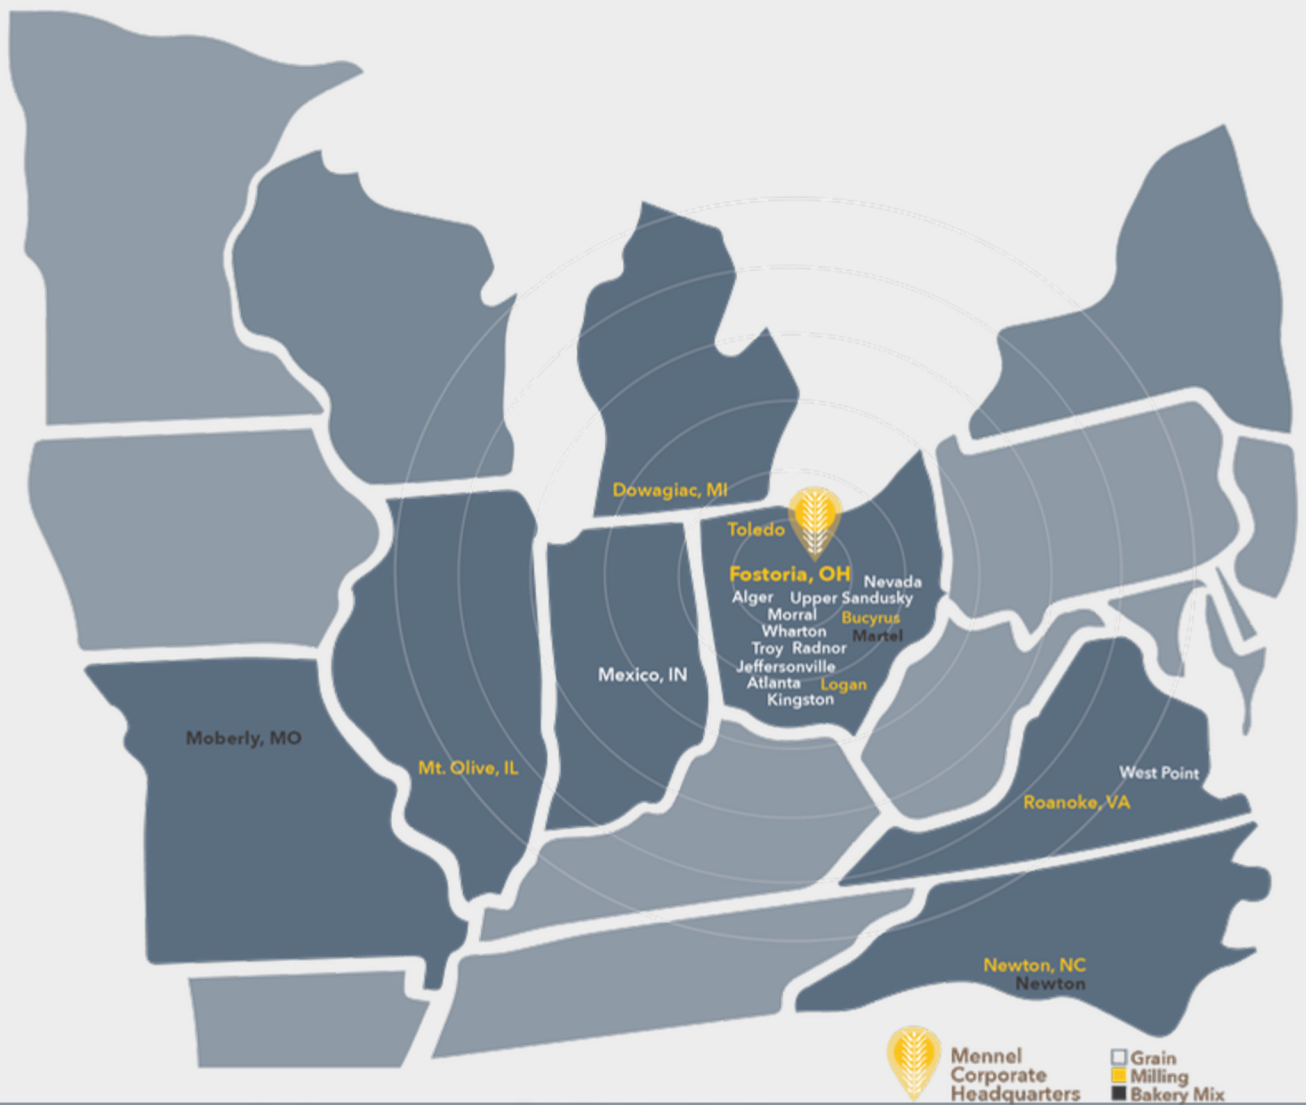 Dowagiac, MI
Toledo
Fostoria, OH
Nevada
Alger Upper Sandusky
Morral Bucyrus
Wharton Martel
Troy Radnor
Jeffersonville
Atlanta Logan
Kingston
Mexico, IN
Moberly, MO
Mt. Olive, IL
West Point
Roanoke, VA
Newton, NC
Newton
Mennel
Corporate
Headquarters
Grain
Milling
Bakery Mix